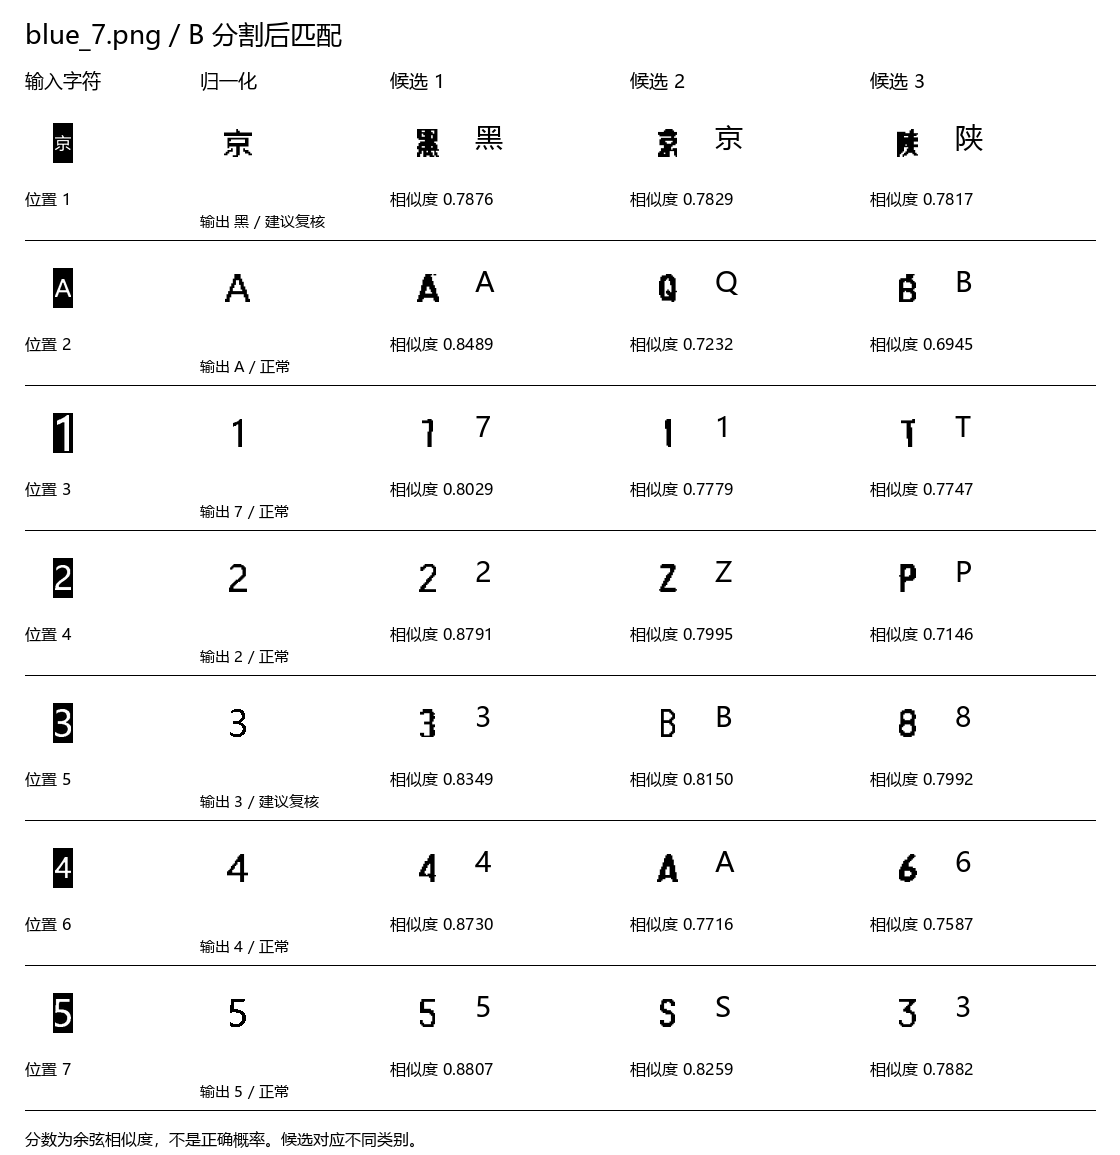 blue_7.png / B 分割后匹配
输入字符 归一化 候选 1 候选 2 候选 3
京 京 黑 黑 京 京 陕 陕
位置 1 相似度 0.7876 相似度 0.7829 相似度 0.7817
输出 黑 / 建议复核
A A A A Q Q B B
位置 2 相似度 0.8489 相似度 0.7232 相似度 0.6945
输出 A / 正常
1 1 7 7 1 1 T T
位置 3 相似度 0.8029 相似度 0.7779 相似度 0.7747
输出 7 / 正常
2 2 2 2 Z Z P P
位置 4 相似度 0.8791 相似度 0.7995 相似度 0.7146
输出 2 / 正常
3 3 3 3 B B 8 8
位置 5 相似度 0.8349 相似度 0.8150 相似度 0.7992
输出 3 / 建议复核
4 4 4 4 A A 6 6
位置 6 相似度 0.8730 相似度 0.7716 相似度 0.7587
输出 4 / 正常
5 5 5 5 S S 3 3
位置 7 相似度 0.8807 相似度 0.8259 相似度 0.7882
输出 5 / 正常
分数为余弦相似度，不是正确概率。候选对应不同类别。